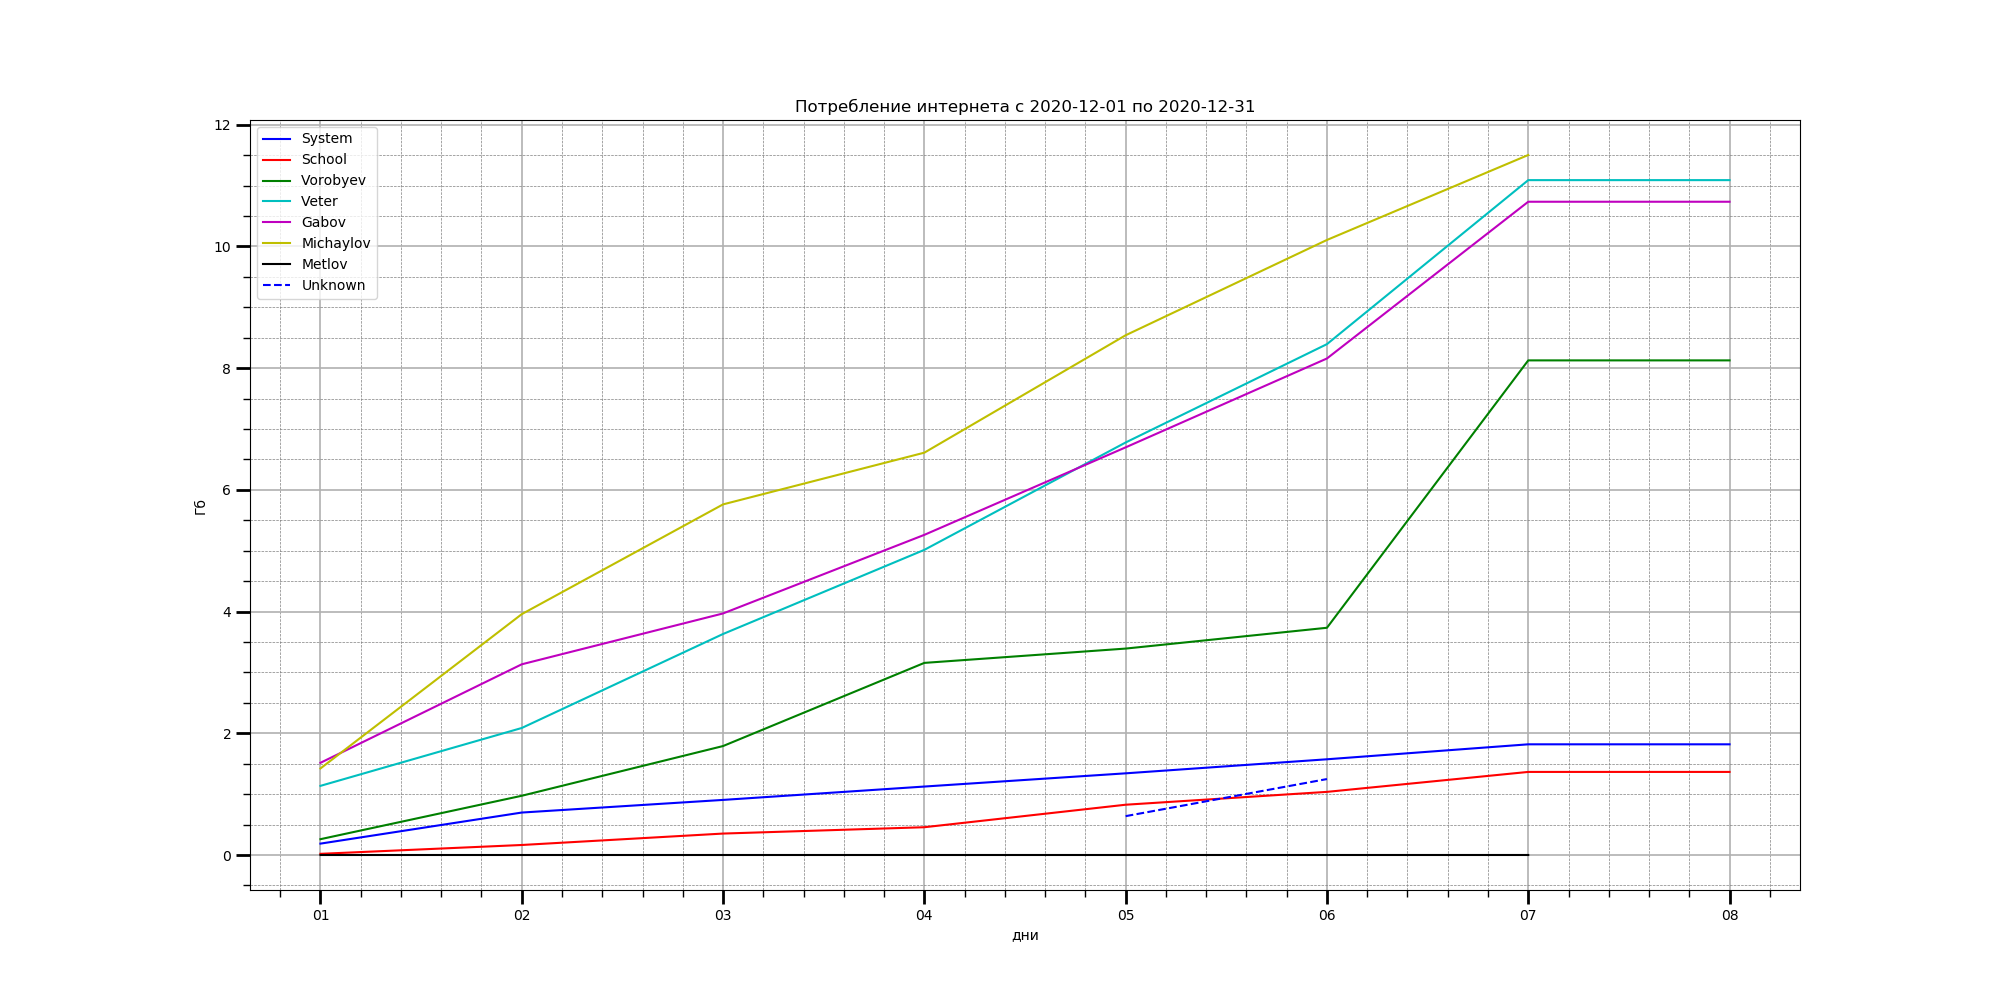 Потребление интернета с 2020-12-01 по 2020-12-31
12
10
8
6
4
2
0
Гб
System
School
Vorobyev
Veter
Gabov
Michaylov
Metlov
Unknown
01 02 03 04 05 06 07 08
дни